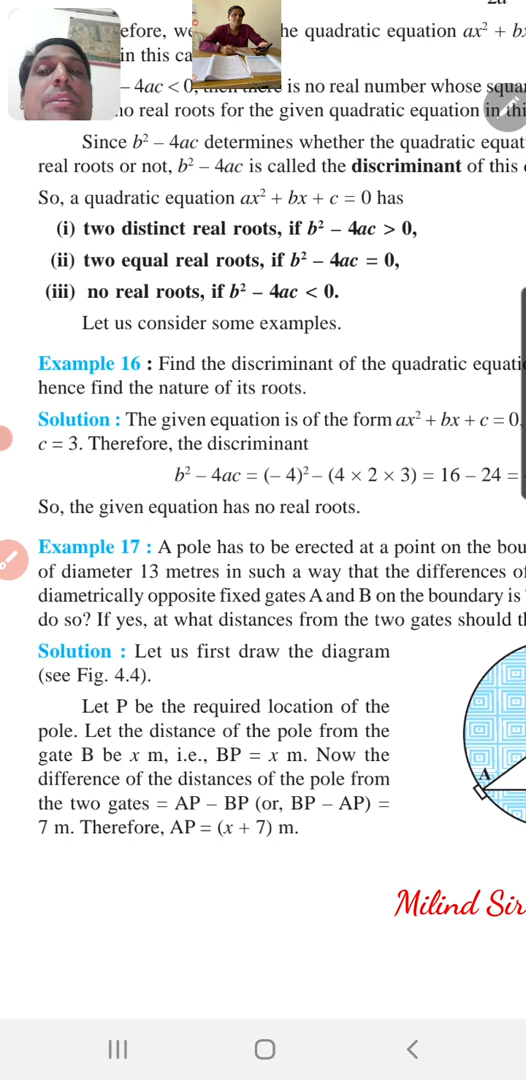 efore, we he quadratic equation ax² + b
in this ca
– 4ac < 0, then there is no real number whose squa
no real roots for the given quadratic equation in thi
Since b² – 4ac determines whether the quadratic equat
real roots or not, b² – 4ac is called the discriminant of this
So, a quadratic equation ax² + bx + c = 0 has
(i) two distinct real roots, if b² – 4ac > 0,
(ii) two equal real roots, if b² – 4ac = 0,
(iii) no real roots, if b² – 4ac < 0.
Let us consider some examples.
Example 16 : Find the discriminant of the quadratic equati
hence find the nature of its roots.
Solution : The given equation is of the form ax² + bx + c = 0,
c = 3. Therefore, the discriminant
b² – 4ac = (– 4)² – (4 × 2 × 3) = 16 – 24 =
So, the given equation has no real roots.
Example 17 : A pole has to be erected at a point on the bou
of diameter 13 metres in such a way that the differences of
diametrically opposite fixed gates A and B on the boundary is
do so? If yes, at what distances from the two gates should t
Solution : Let us first draw the diagram
(see Fig. 4.4).
Let P be the required location of the
pole. Let the distance of the pole from the
gate B be x m, i.e., BP = x m. Now the
difference of the distances of the pole from
the two gates = AP – BP (or, BP – AP) =
7 m. Therefore, AP = (x + 7) m.
A
Milind Sir